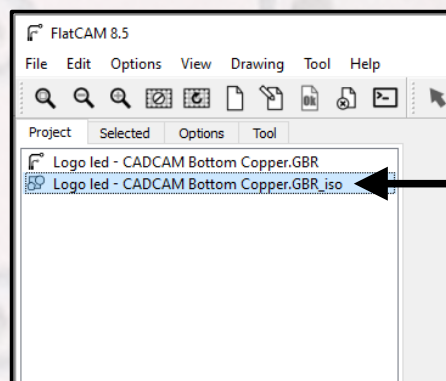 FlatCAM 8.5
File Edit Options View Drawing Tool Help
Ok
>_
Project Selected Options Tool
Logo led - CADCAM Bottom Copper.GBR
Logo led - CADCAM Bottom Copper.GBR_iso